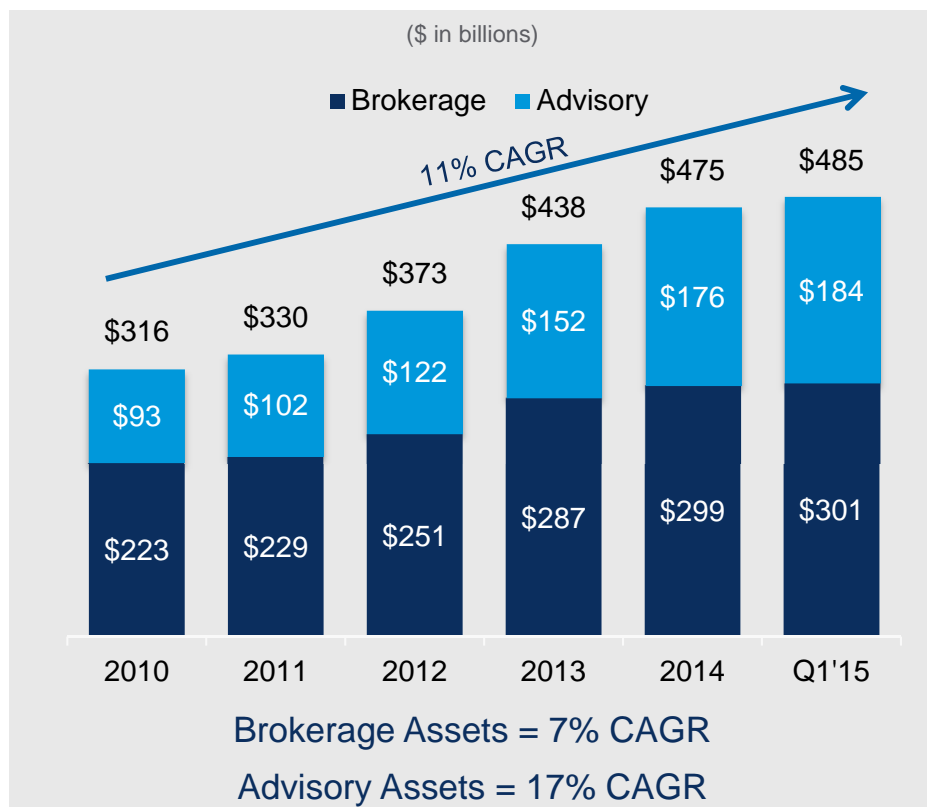 ($ in billions)
Brokerage Advisory
11% CAGR
$316 $330 $373 $438 $475 $485
$93 $102 $122 $152 $176 $184
$223 $229 $251 $287 $299 $301
2010 2011 2012 2013 2014 Q1'15
Brokerage Assets = 7% CAGR
Advisory Assets = 17% CAGR